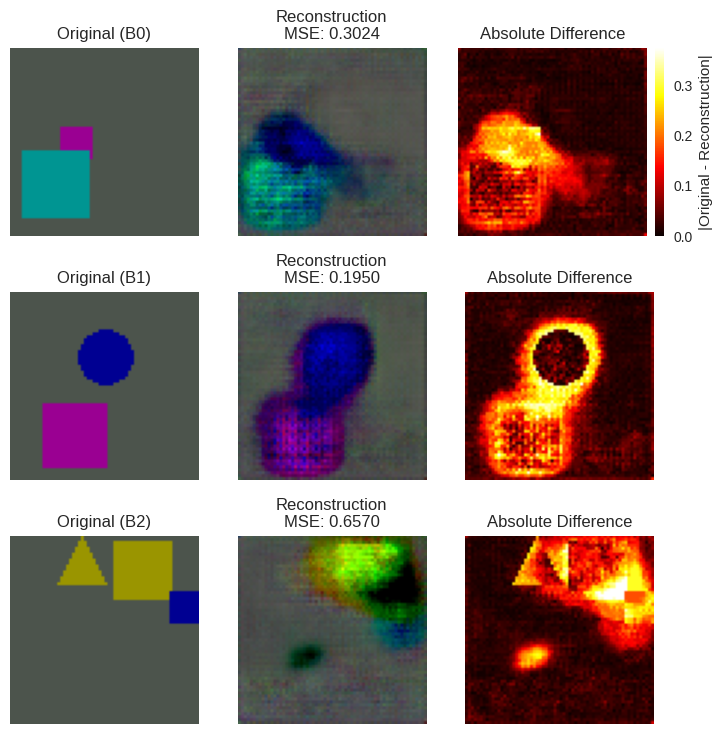 Original (B0)
Reconstruction
MSE: 0.3024
Absolute Difference
0.3
0.2
0.1
0.0
|Original - Reconstruction|
Original (B1)
Reconstruction
MSE: 0.1950
Absolute Difference
Original (B2)
Reconstruction
MSE: 0.6570
Absolute Difference